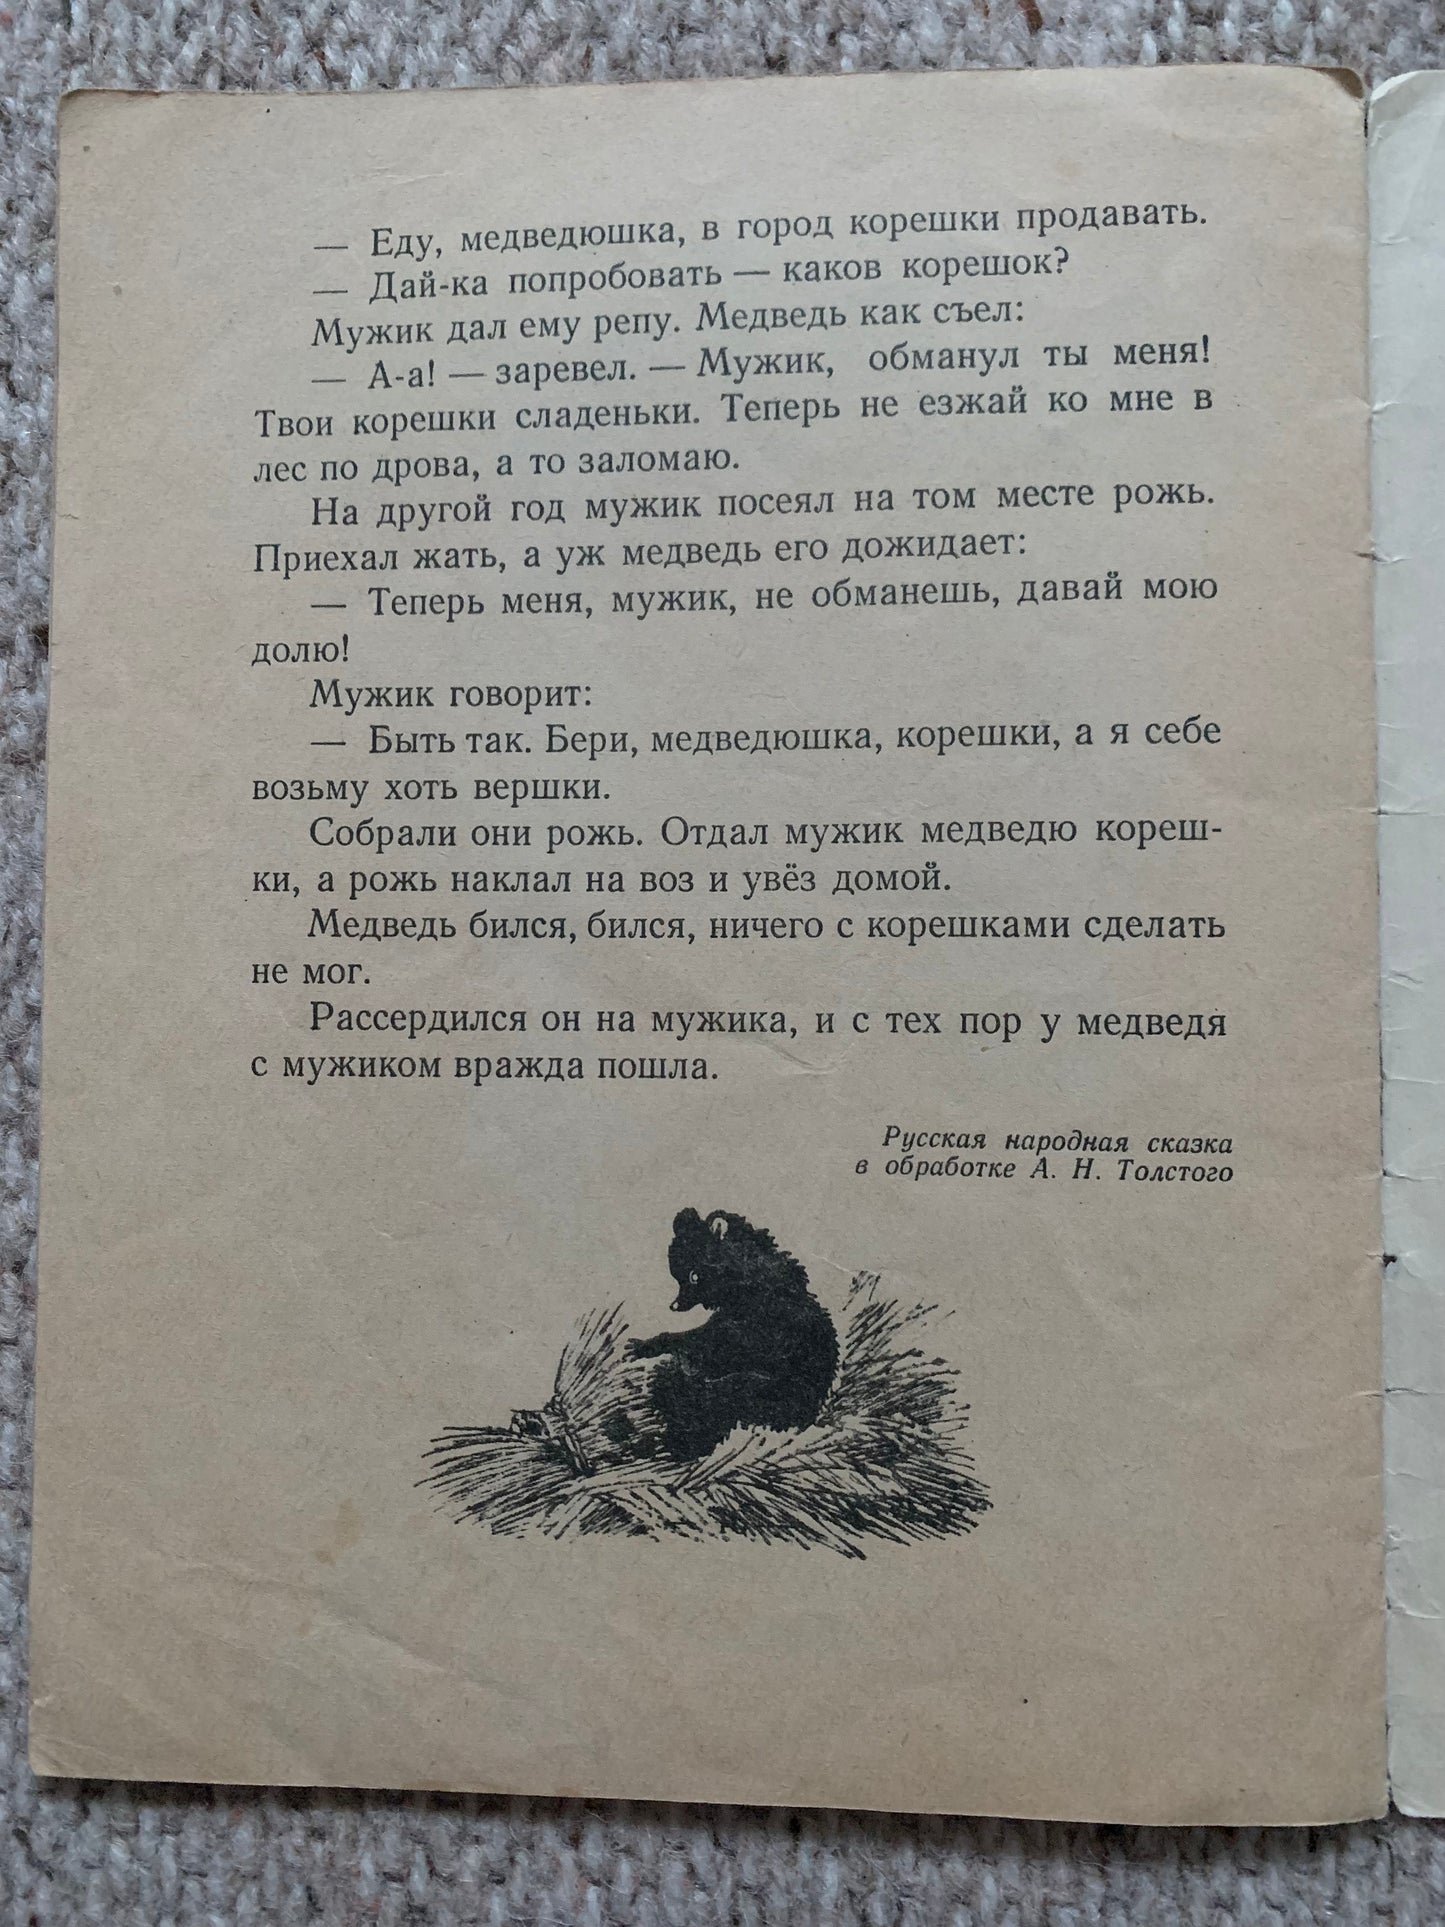 — Еду, медведюшка, в город корешки продавать.
— Дай-ка попробовать — каков корешок?
Мужик дал ему репу. Медведь как съел:
— А-а! — заревел. — Мужик, обманул ты меня!
Твои корешки сладеньки. Теперь не езжай ко мне в
лес по дрова, а то заломаю.
На другой год мужик посеял на том месте рожь.
Приехал жать, а уж медведь его дожидает:
— Теперь меня, мужик, не обманешь, давай мою
долю!
Мужик говорит:
— Быть так. Бери, медведюшка, корешки, а я себе
возьму хоть вершки.
Собрали они рожь. Отдал мужик медведю кореш-
ки, а рожь наклал на воз и увёз домой.
Медведь бился, бился, ничего с корешками сделать
не мог.
Рассердился он на мужика, и с тех пор у медведя
с мужиком вражда пошла.
Русская народная сказка
в обработке А. Н. Толстого